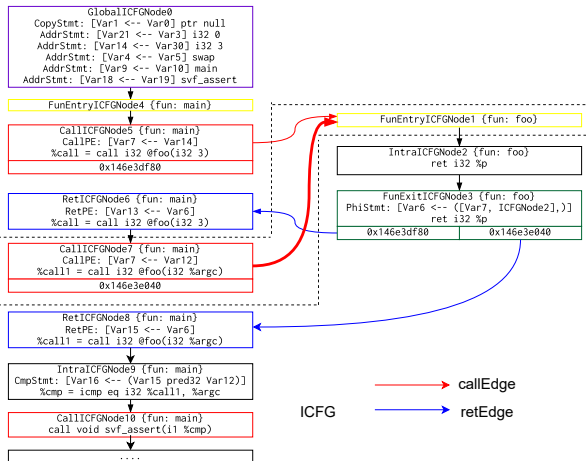 GlobalICFGNode0
CopyStmt: [Var1 <-- Var0] ptr null
AddrStmt: [Var21 <-- Var3] i32 0
AddrStmt: [Var14 <-- Var30] i32 3
AddrStmt: [Var4 <-- Var5] swap
AddrStmt: [Var9 <-- Var10] main
AddrStmt: [Var18 <-- Var19] svf_assert
FunEntryICFGNode4 {fun: main}
CallICFGNode5 {fun: main}
CallPE: [Var7 <-- Var14]
%call = call i32 @foo(i32 3)
0x146e3df80
RetICFGNode6 {fun: main}
RetPE: [Var13 <-- Var6]
%call = call i32 @foo(i32 3)
CallICFGNode7 {fun: main}
CallPE: [Var7 <-- Var12]
%call1 = call i32 @foo(i32 %argc)
0x146e3e040
RetICFGNode8 {fun: main}
RetPE: [Var15 <-- Var6]
%call1 = call i32 @foo(i32 %argc)
IntraICFGNode9 {fun: main}
CmpStmt: [Var16 <-- (Var15 pred32 Var12)]
%cmp = icmp eq i32 %call1, %argc
CallICFGNode10 {fun: main}
call void svf_assert(i1 %cmp)
....
FunEntryICFGNode1 {fun: foo}
IntraICFGNode2 {fun: foo}
ret i32 %p
FunExitICFGNode3 {fun: foo}
PhiStmt: [Var6 <-- ([Var7, ICFGNode2],)]
ret i32 %p
0x146e3df80 0x146e3e040
ICFG
callEdge
retEdge